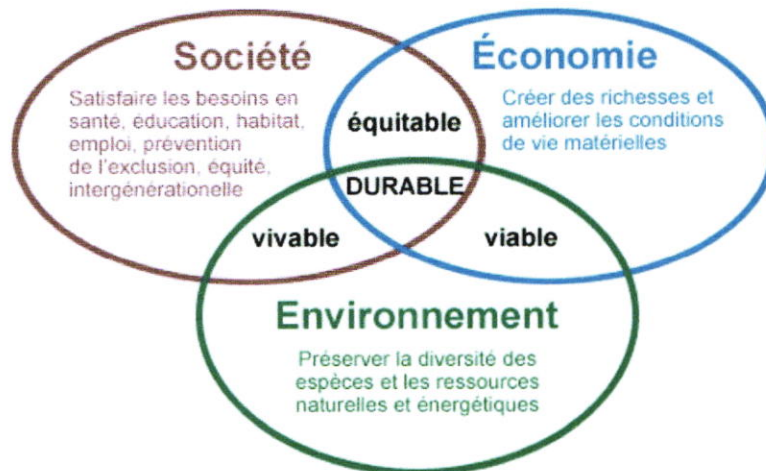 Société
Satisfaire les besoins en
santé, éducation, habitat,
emploi, prévention
de l'exclusion, équité,
intergénérationelle
Économie
Créer des richesses et
améliorer les conditions
de vie matérielles
équitable
DURABLE
vivable
viable
Environnement
Préserver la diversité des
espèces et les ressources
naturelles et énergétiques